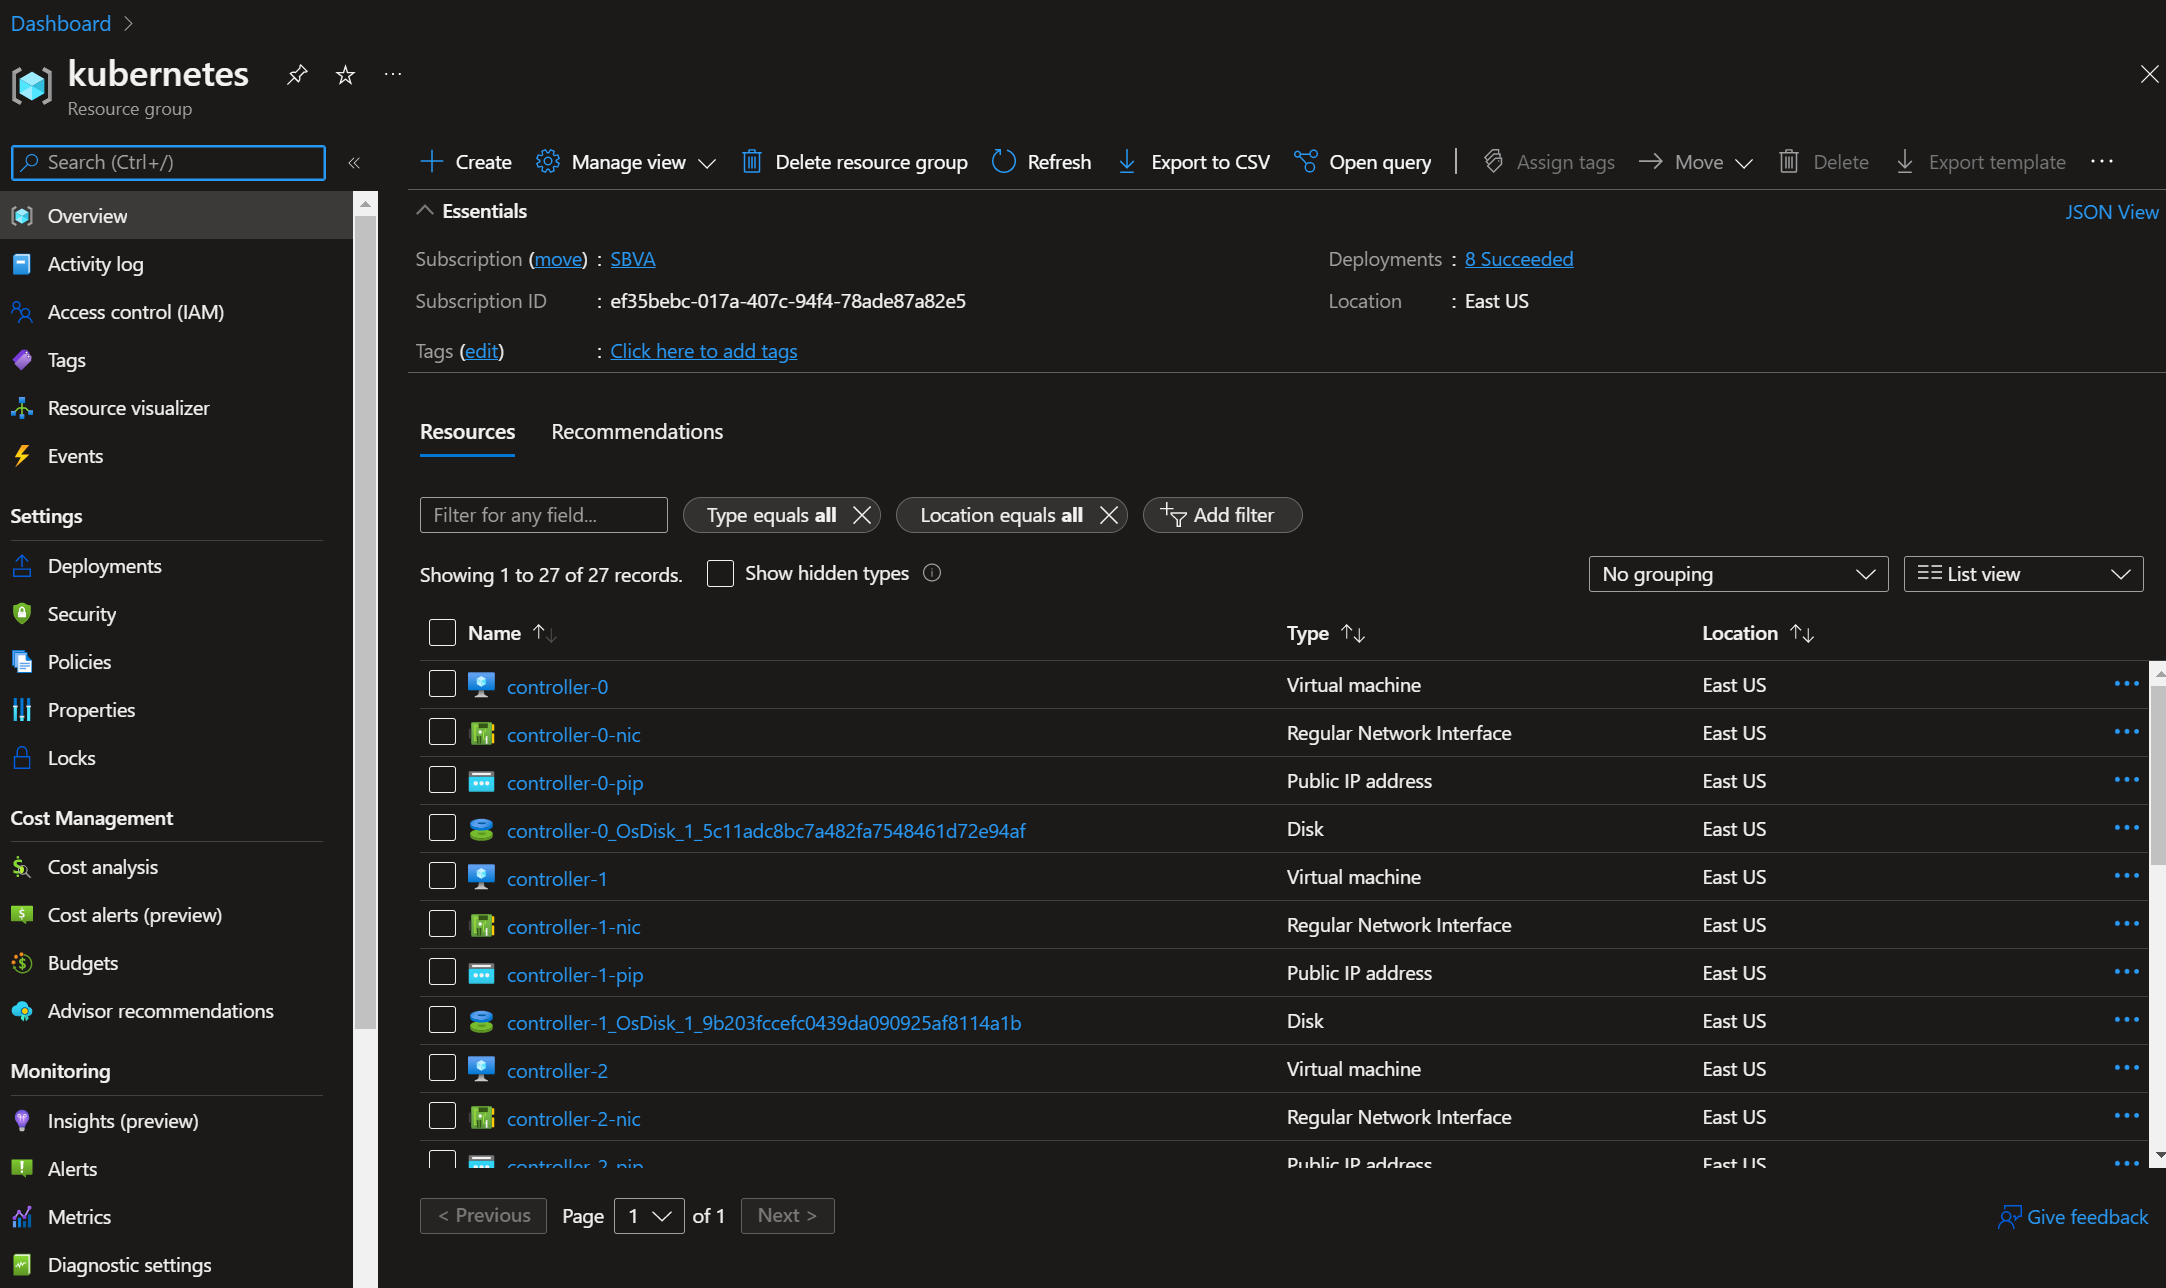 Dashboard
kubernetes
Resource group
Search (Ctrl+/)
Overview
Activity log
Access control (IAM)
Tags
Resource visualizer
Events
Settings
Deployments
Security
Policies
Properties
Locks
Cost Management
Cost analysis
Cost alerts (preview)
Budgets
Advisor recommendations
Monitoring
Insights (preview)
Alerts
Metrics
Diagnostic settings
Create Manage view Delete resource group Refresh Export to CSV Open query Assign tags Move Delete Export template
Essentials JSON View
Subscription (move) : SBVA Deployments : 8 Succeeded
Subscription ID : ef35bebc-017a-407c-94f4-78ade87a82e5 Location : East US
Tags (edit) : Click here to add tags
Resources Recommendations
Filter for any field... Type equals all Location equals all Add filter
Showing 1 to 27 of 27 records. Show hidden types No grouping List view
Name Type Location
controller-0 Virtual machine East US
controller-0-nic Regular Network Interface East US
controller-0-pip Public IP address East US
controller-0_OsDisk_1_5c11adc8bc7a482fa7548461d72e94af Disk East US
controller-1 Virtual machine East US
controller-1-nic Regular Network Interface East US
controller-1-pip Public IP address East US
controller-1_OsDisk_1_9b203fccefc0439da090925af8114a1b Disk East US
controller-2 Virtual machine East US
controller-2-nic Regular Network Interface East US
controller-2-pip Public IP address East US
< Previous Page 1 of 1 Next > Give feedback